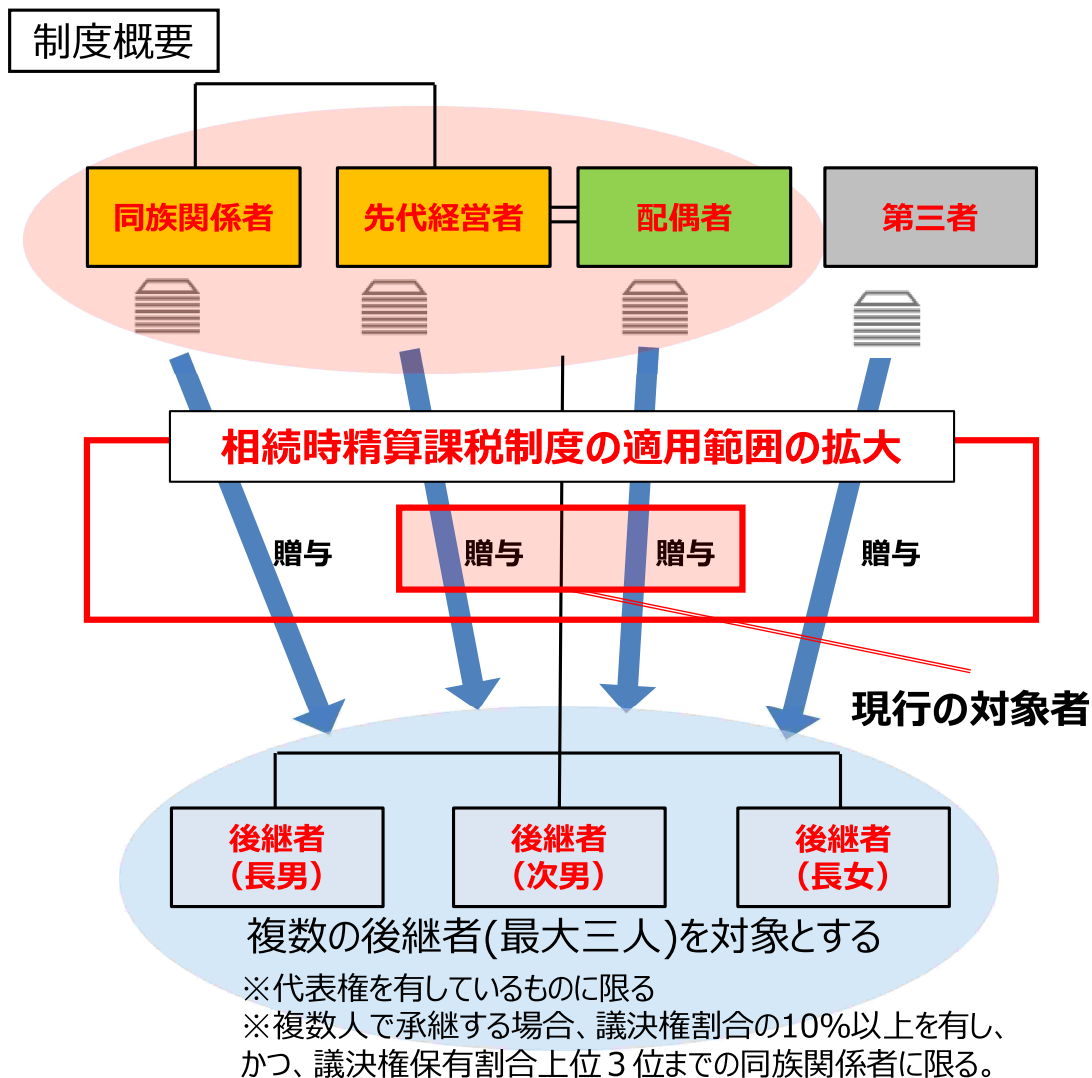 制度概要
同族関係者
先代経営者
配偶者
第三者
相続時精算課税制度の適用範囲の拡大
贈与
贈与
贈与
贈与
現行の対象者
後継者
（長男）
後継者
（次男）
後継者
（長女）
複数の後継者(最大三人)を対象とする
※代表権を有しているものに限る
※複数人で承継する場合、議決権割合の10%以上を有し、
かつ、議決権保有割合上位３位までの同族関係者に限る。